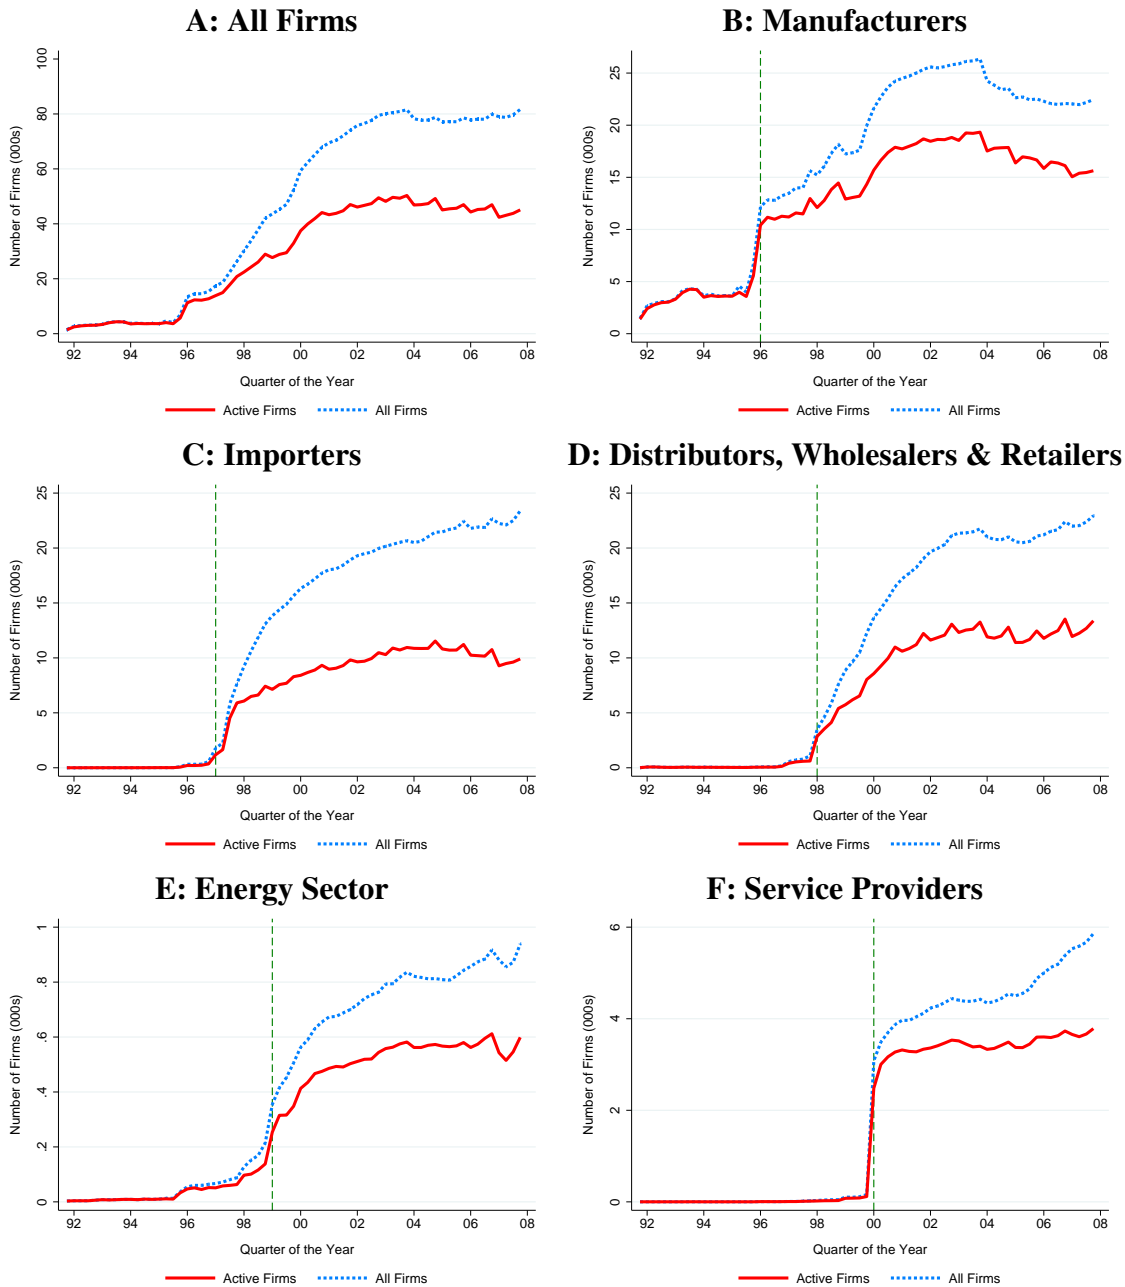 A: All Firms
Number of Firms (000s)
100
80
60
40
20
0
92 94 96 98 00 02 04 06 08
Quarter of the Year
Active Firms All Firms
B: Manufacturers
Number of Firms (000s)
25
20
15
10
5
0
92 94 96 98 00 02 04 06 08
Quarter of the Year
Active Firms All Firms
C: Importers
Number of Firms (000s)
25
20
15
10
5
0
92 94 96 98 00 02 04 06 08
Quarter of the Year
Active Firms All Firms
D: Distributors, Wholesalers & Retailers
Number of Firms (000s)
25
20
15
10
5
0
92 94 96 98 00 02 04 06 08
Quarter of the Year
Active Firms All Firms
E: Energy Sector
Number of Firms (000s)
1
.8
.6
.4
.2
0
92 94 96 98 00 02 04 06 08
Quarter of the Year
Active Firms All Firms
F: Service Providers
Number of Firms (000s)
6
4
2
0
92 94 96 98 00 02 04 06 08
Quarter of the Year
Active Firms All Firms